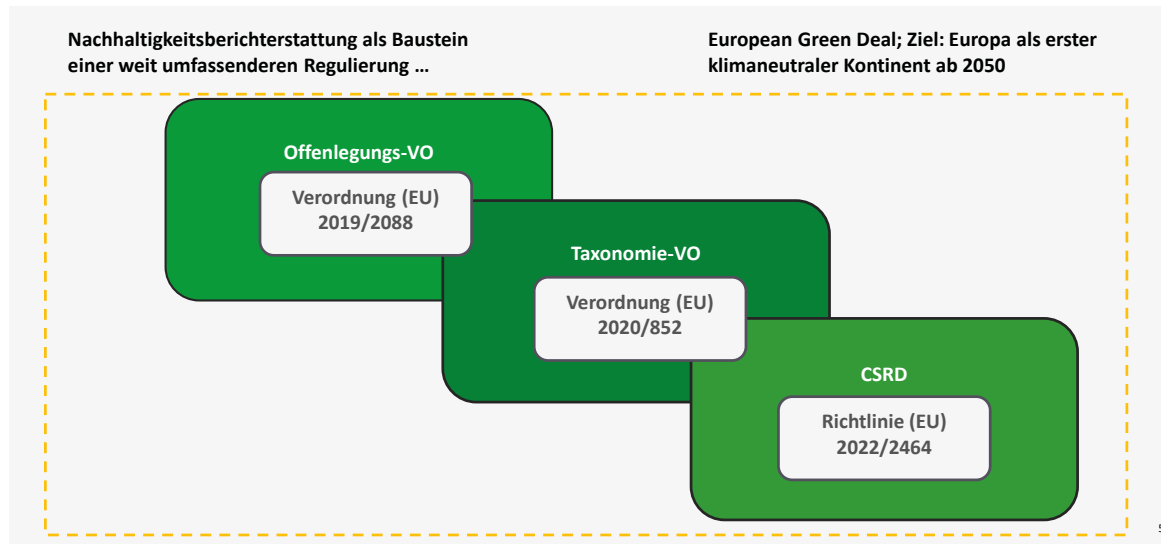 Nachhaltigkeitsberichterstattung als Baustein
einer weit umfassenderen Regulierung …
European Green Deal; Ziel: Europa als erster
klimaneutraler Kontinent ab 2050
Offenlegungs-VO
Verordnung (EU)
2019/2088
Taxonomie-VO
Verordnung (EU)
2020/852
CSRD
Richtlinie (EU)
2022/2464
5